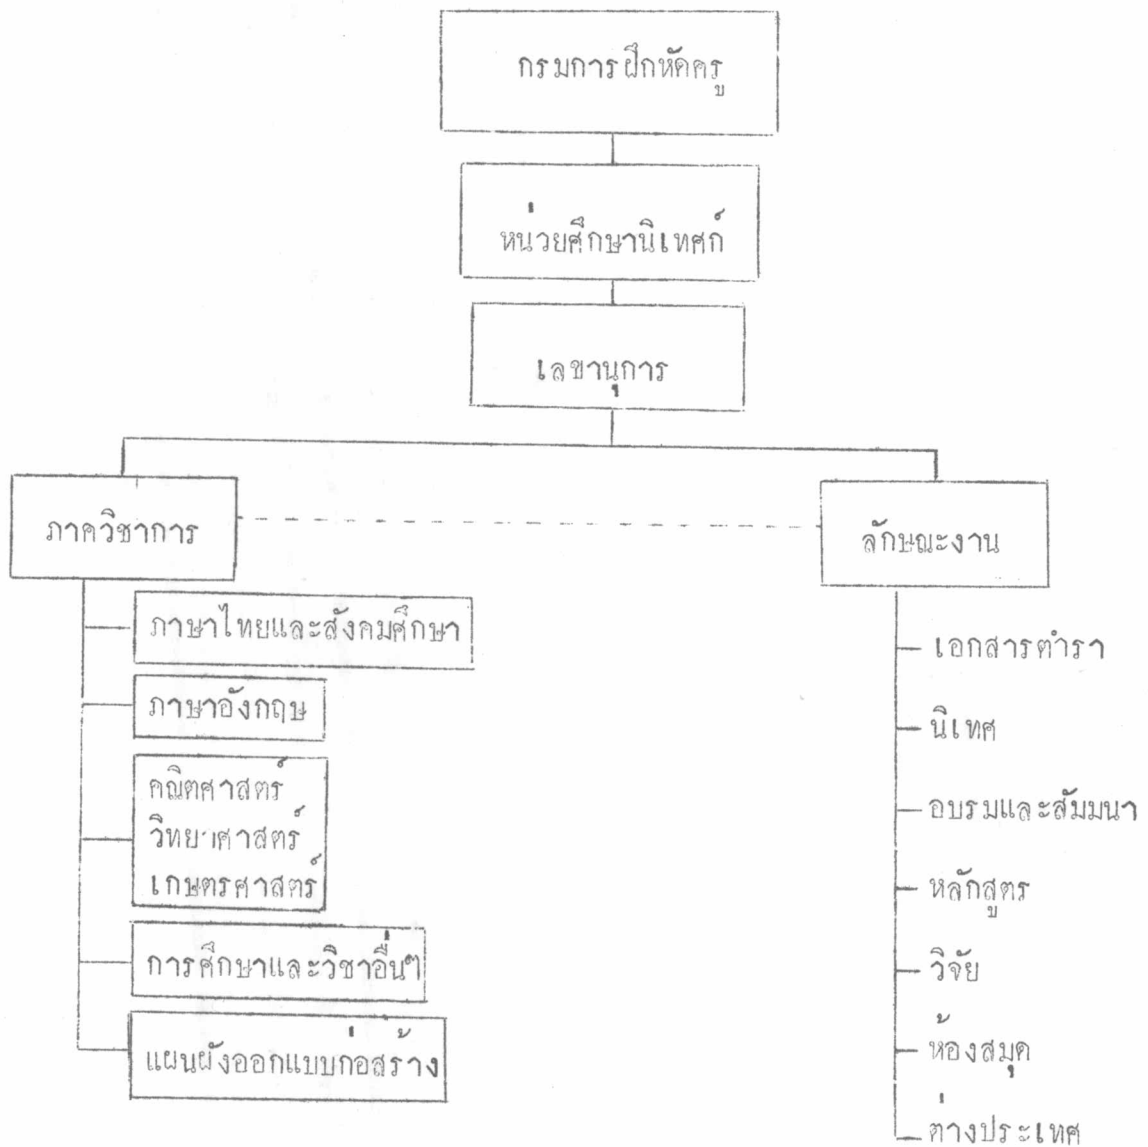 กรมการฝึกหัดครู
หน่วยศึกษานิเทศก์
เลขานุการ
ภาควิชาการ
ลักษณะงาน
ภาษาไทยและสังคมศึกษา
ภาษาอังกฤษ
คณิตศาสตร์
วิทยาศาสตร์
เกษตรศาสตร์
การศึกษาและวิชาอื่นๆ
แผนผังออกแบบก่อสร้าง
เอกสารตำรา
นิเทศ
อบรมและสัมมนา
หลักสูตร
วิจัย
ห้องสมุด
ต่างประเทศ